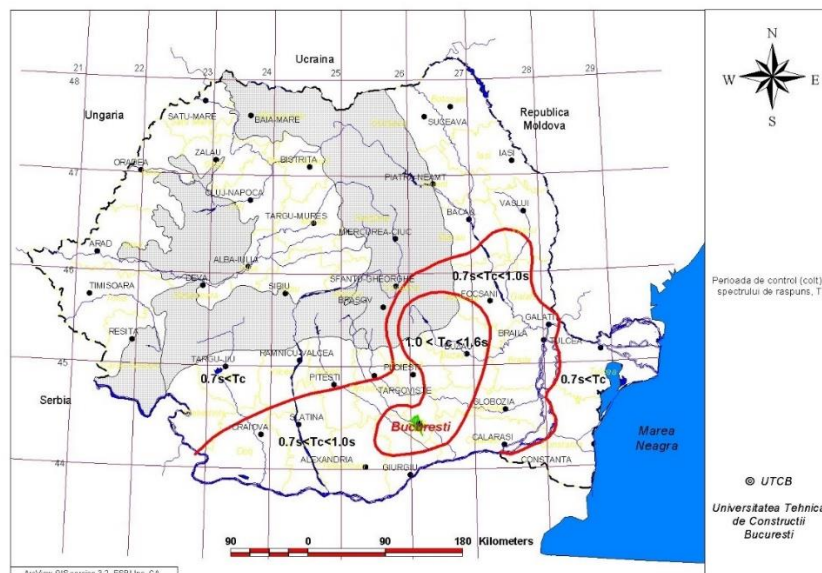 Ucraina
21
22
23
24
25
26
27
28
29
48
Ungaria
Republica
Moldova
N
W
E
S
SATU-MARE
BAIA-MARE
SUCEAVA
ZALAU
ORADEA
BISTRITA
IASI
47
CLUJ-NAPOCA
PIATRA-NEAMT
TARGU-MURES
BACAU
VASLUI
MIERCUREA-CIUC
ARAD
ALBA-IULIA
46
DEVA
SFANTU-GHEORGHE
0.7s<Tc<1.0s
TIMISOARA
SIBIU
BRASOV
FOCSANI
Perioada de control (colt)
spectrului de raspuns, T
RESITA
GALATI
1.0 < Tc <1.6s
BRAILA
TULCEA
45
TARGU-JIU
RAMNICU-VALCEA
0.7s<Tc
PITESTI
PLOIESTI
TARGOVISTE
0.7s<Tc
Serbia
SLOBOZIA
SLATINA
Bucuresti
CRAIOVA
0.7s<Tc<1.0s
CALARASI
Marea
Neagra
44
ALEXANDRIA
GIURGIU
CONSTANTA
© UTCB
Universitatea Tehnica
de Constructii
Bucuresti
90
0
90
180
Kilometers